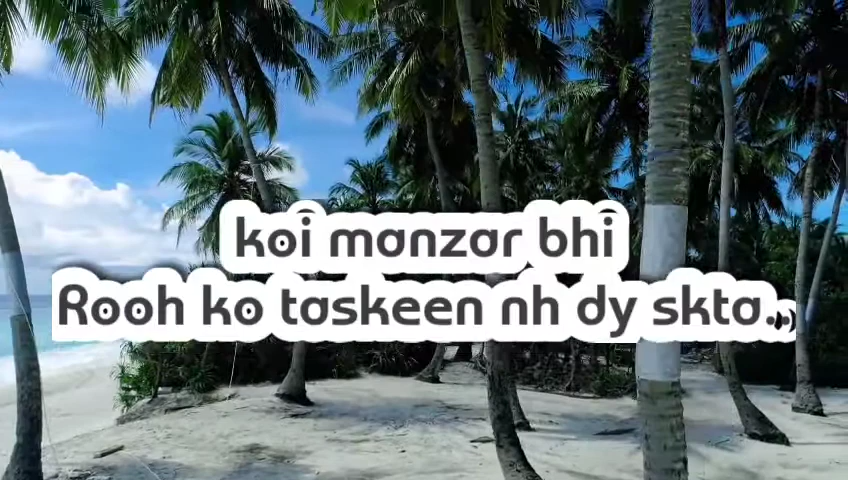 koi manzar bhi
Rooh ko taskeen nh dy skta.,,)